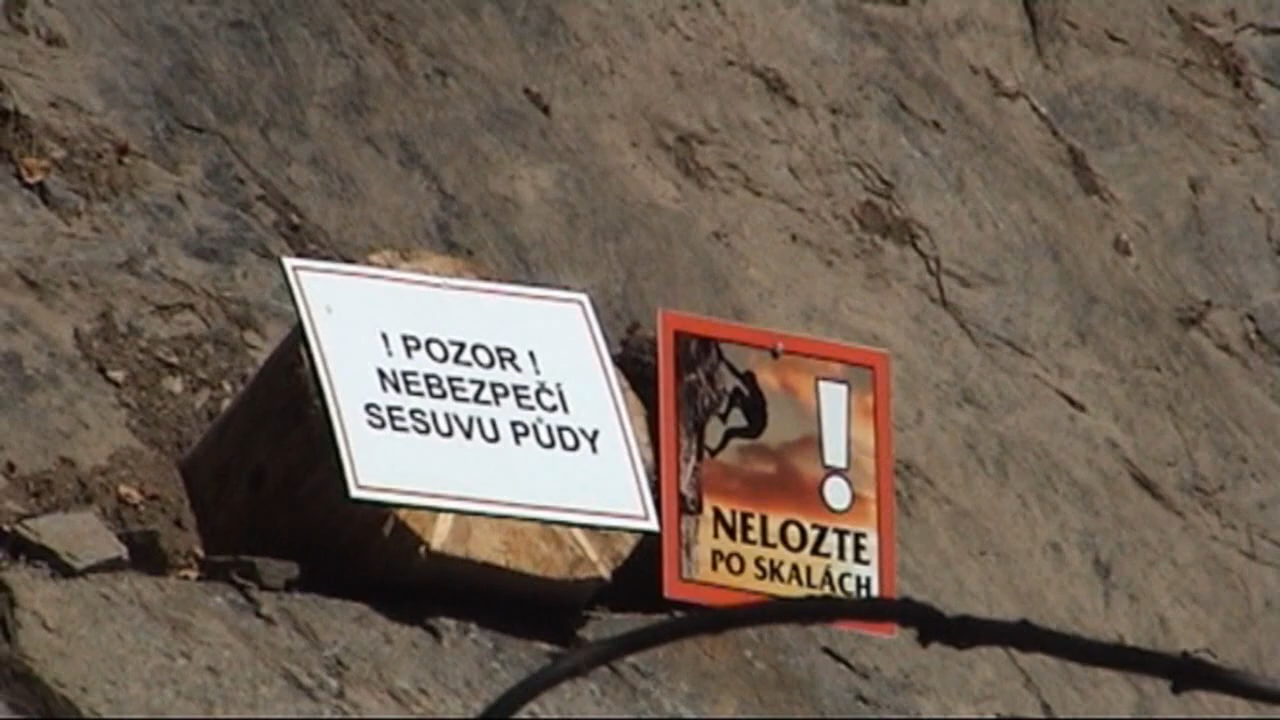 ! POZOR !
NEBEZPEČÍ
SESUVU PŮDY
!
NELOZTE
PO SKALÁCH